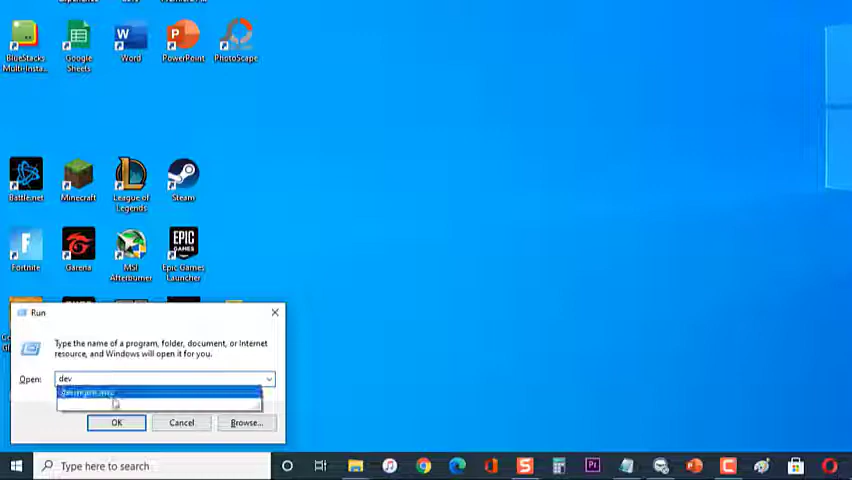 BlueStacks
Multi-Insta...
Google
Sheets
Word
PowerPoint
PhotoScape
Battle.net
Minecraft
League of
Legends
Steam
Fortnite
Garena
MSI
Afterburner
Epic Games
Launcher
Run
Type the name of a program, folder, document, or Internet
resource, and Windows will open it for you.
Open:
dev
OK
Cancel
Browse...
Type here to search